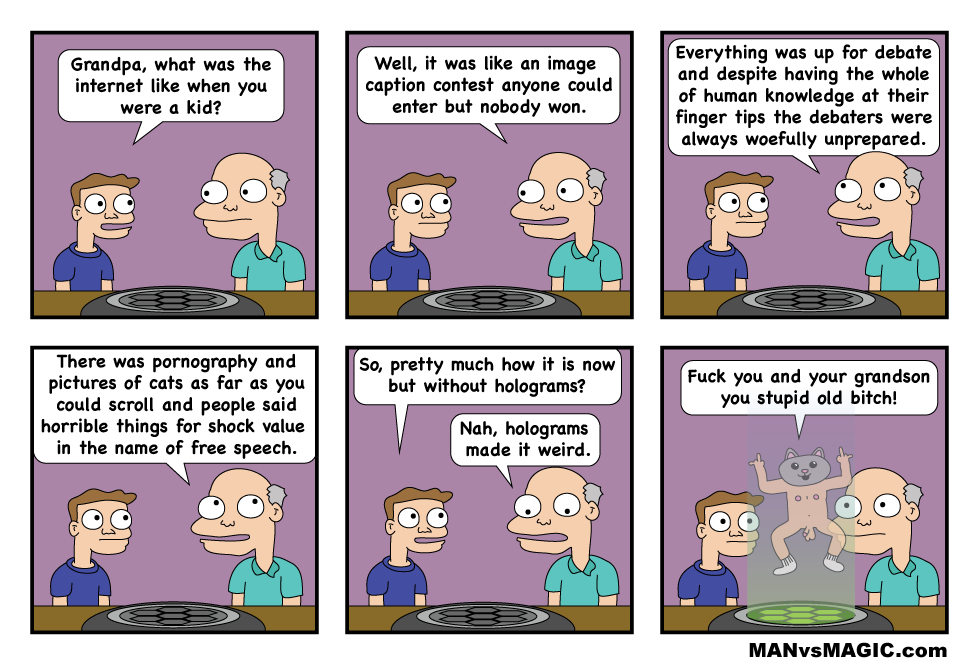 Grandpa, what was the
internet like when you
were a kid?
Well, it was like an image
caption contest anyone could
enter but nobody won.
Everything was up for debate
and despite having the whole
of human knowledge at their
finger tips the debaters were
always woefully unprepared.
There was pornography and
pictures of cats as far as you
could scroll and people said
horrible things for shock value
in the name of free speech.
So, pretty much how it is now
but without holograms?
Nah, holograms
made it weird.
Fuck you and your grandson
you stupid old bitch!
MANvsMAGIC.com